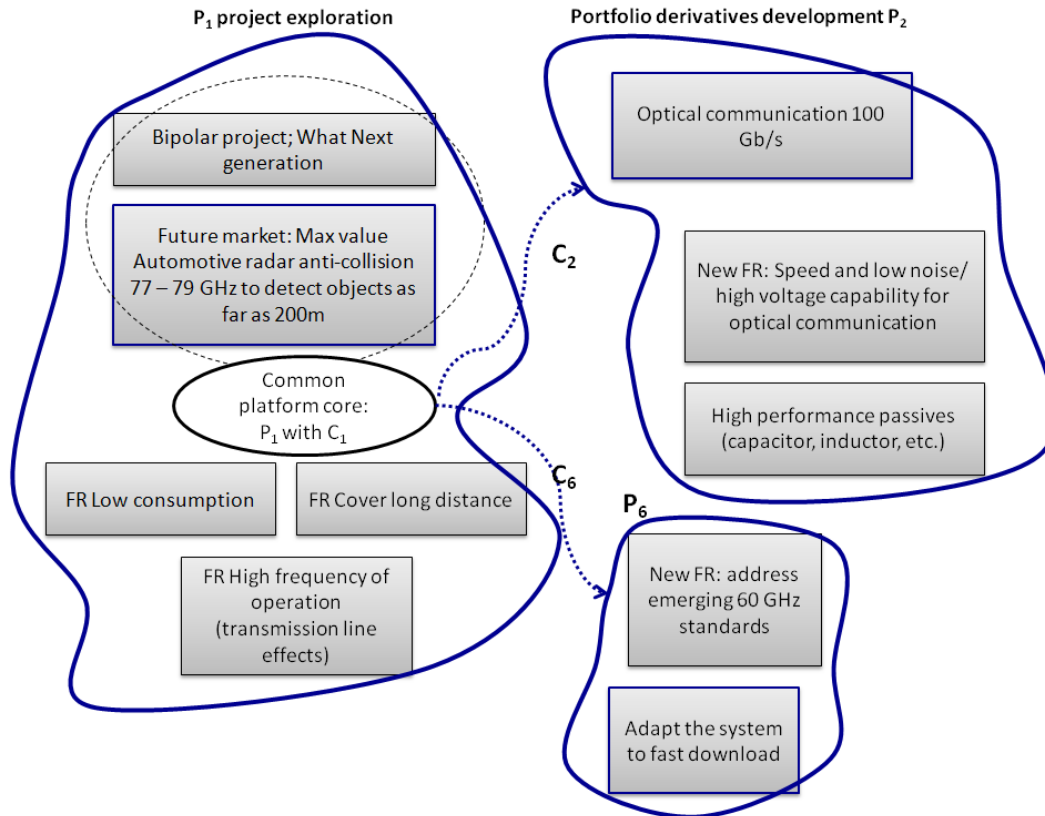 P₁ project exploration
Bipolar project; What Next
generation
Future market: Max value
Automotive radar anti-collision
77 – 79 GHz to detect objects as
far as 200m
Common
platform core:
P₁ with C₁
FR Low consumption
FR Cover long distance
FR High frequency of
operation
(transmission line
effects)
C₂
C₆
Portfolio derivatives development P₂
Optical communication 100
Gb/s
New FR: Speed and low noise/
high voltage capability for
optical communication
High performance passives
(capacitor, inductor, etc.)
P₆
New FR: address
emerging 60 GHz
standards
Adapt the system
to fast download